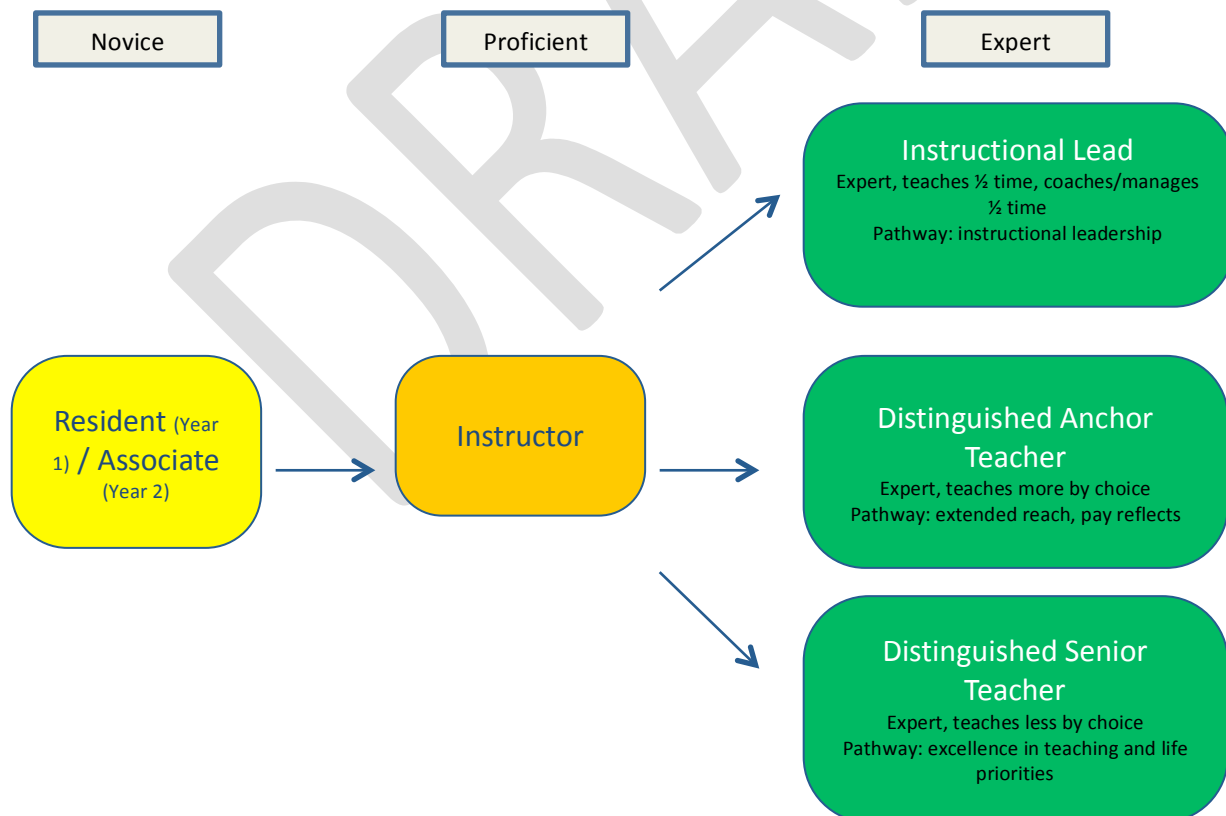 Novice
Proficient
Expert
Instructional Lead
Expert, teaches ½ time, coaches/manages
½ time
Pathway: instructional leadership
Resident (Year
1) / Associate
(Year 2)
Instructor
Distinguished Anchor
Teacher
Expert, teaches more by choice
Pathway: extended reach, pay reflects
Distinguished Senior
Teacher
Expert, teaches less by choice
Pathway: excellence in teaching and life
priorities
DRA